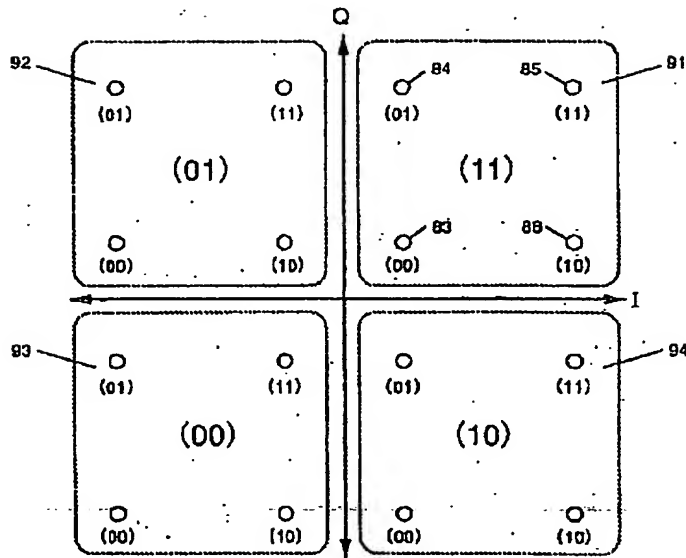 Q
92 84 85 91
(01) (11) (01) (11)
(01) (11)
83 88
(00) (10) (00) (10)
I
93 94
(01) (11) (01) (11)
(00) (10)
(00) (10) (00) (10)